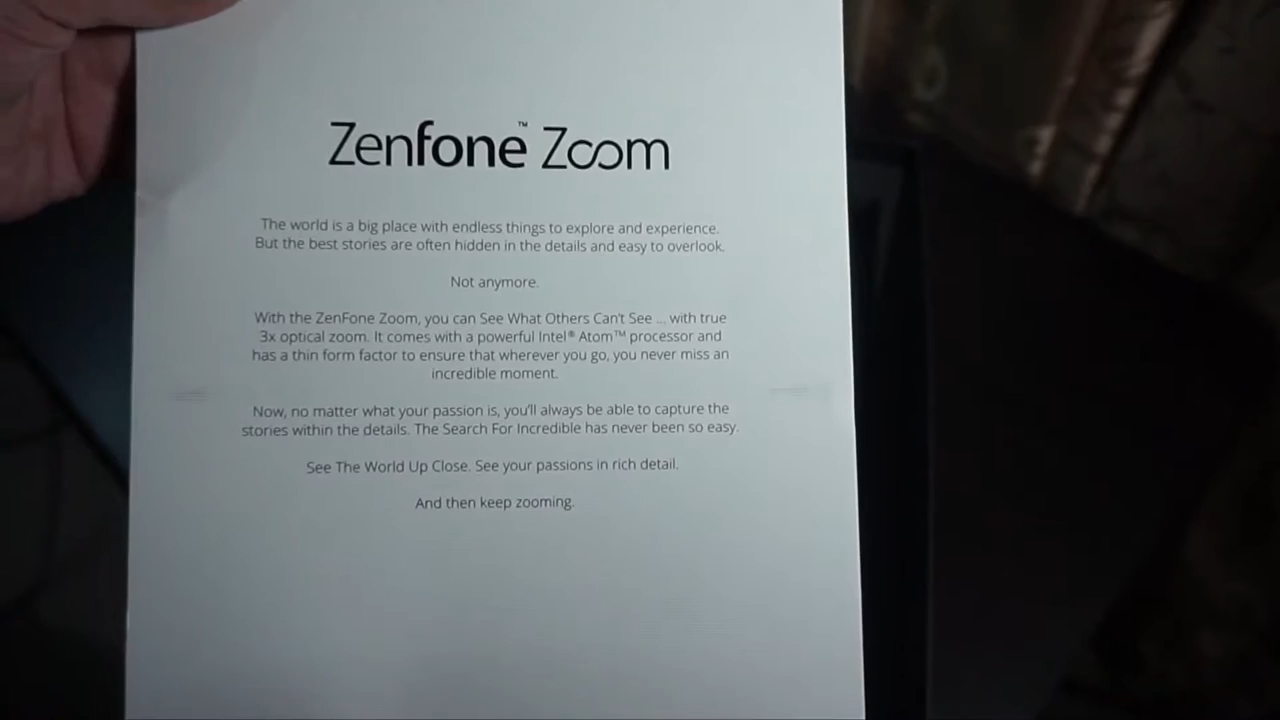 Zenfone™ Zoom
The world is a big place with endless things to explore and experience.
But the best stories are often hidden in the details and easy to overlook.
Not anymore.
With the ZenFone Zoom, you can See What Others Can't See ... with true
3x optical zoom. It comes with a powerful Intel® Atom™ processor and
has a thin form factor to ensure that wherever you go, you never miss an
incredible moment.
Now, no matter what your passion is, you'll always be able to capture the
stories within the details. The Search For Incredible has never been so easy.
See The World Up Close. See your passions in rich detail.
And then keep zooming.